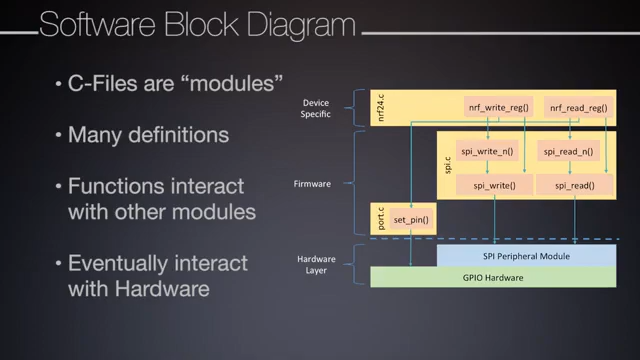 Software Block Diagram
• C-Files are “modules”
• Many definitions
• Functions interact
with other modules
• Eventually interact
with Hardware
Device
Specific
nrf24.c
nrf_write_reg()
nrf_read_reg()
Firmware
spi.c
spi_write_n()
spi_read_n()
spi_write()
spi_read()
port.c
set_pin()
Hardware
Layer
SPI Peripheral Module
GPIO Hardware